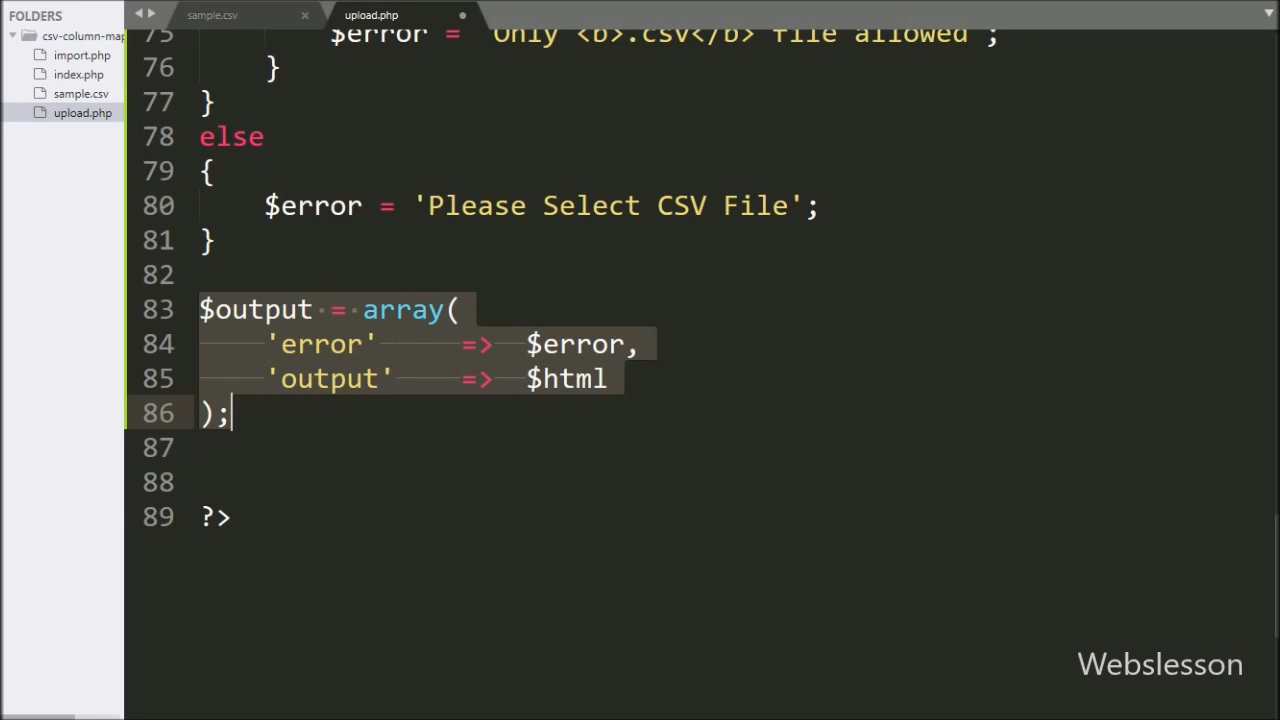 FOLDERS
csv-column-map
import.php
index.php
sample.csv
upload.php
sample.csv
upload.php
75 $error = 'Only <b>.csv</b> file allowed';
76 }
77 }
78 else
79 {
80 $error = 'Please Select CSV File';
81 }
82
83 $output = array(
84 'error' => $error,
85 'output' => $html
86 );
87
88
89 ?>
Webslesson